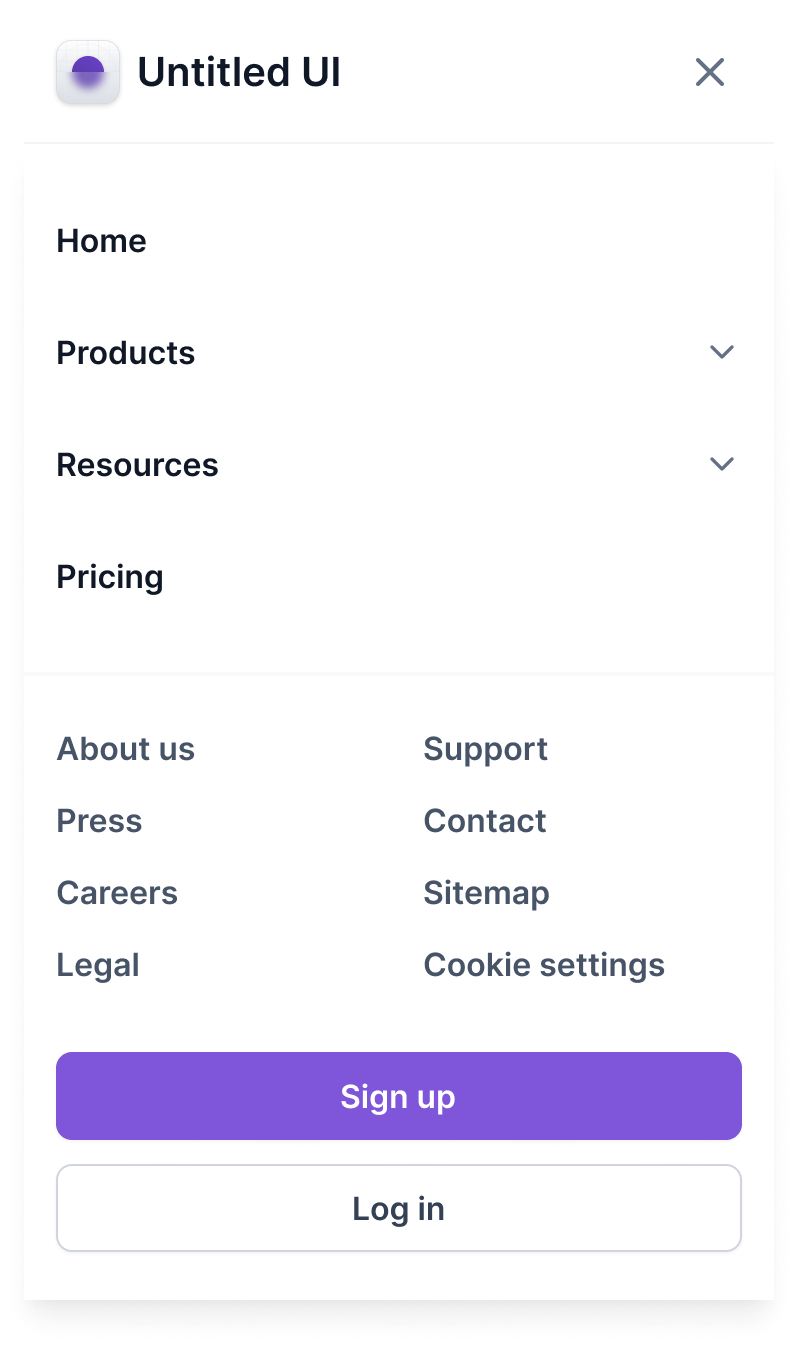 Untitled UI
Home
Products
Resources
Pricing
About us
Support
Press
Contact
Careers
Sitemap
Legal
Cookie settings
Sign up
Log in